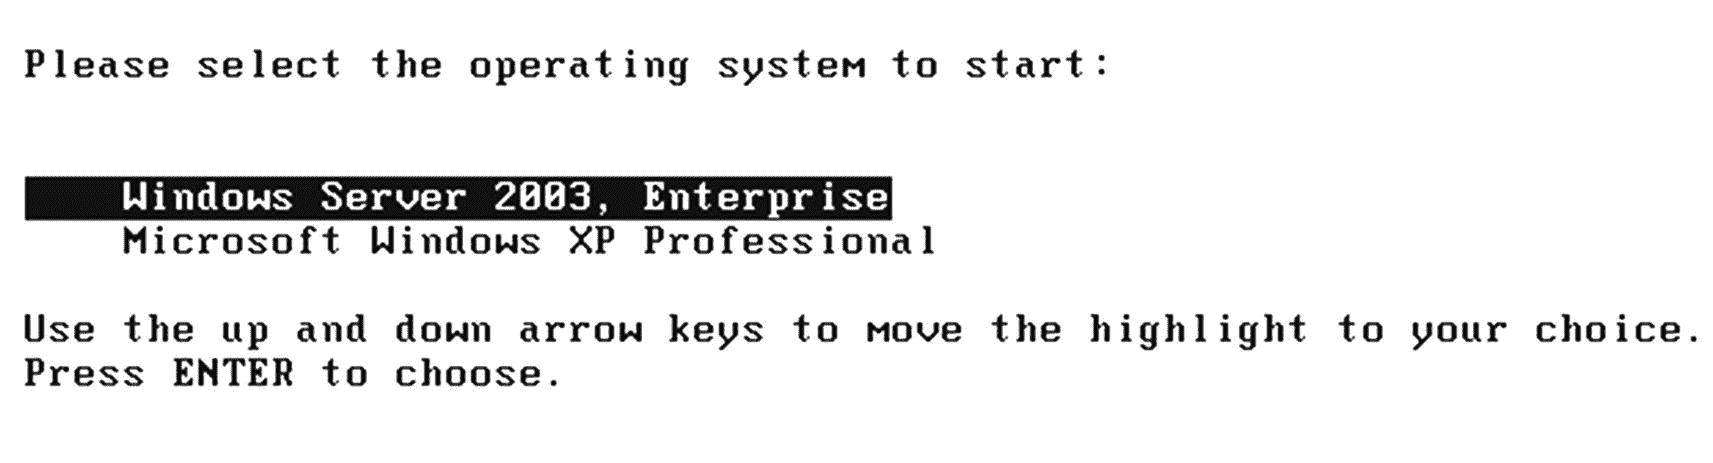 Please select the operating system to start:
Windows Server 2003, Enterprise
Microsoft Windows XP Professional
Use the up and down arrow keys to move the highlight to your choice.
Press ENTER to choose.